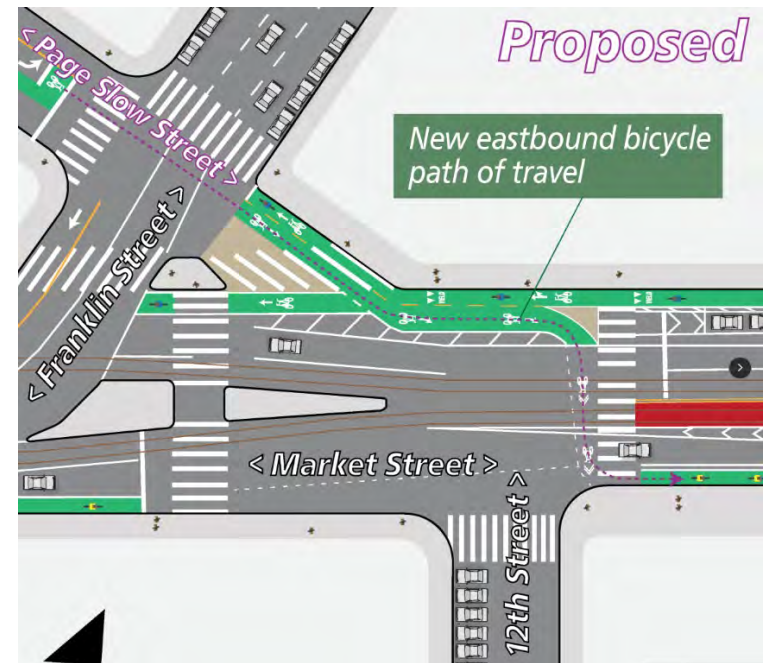 Proposed
< Page Slow Street >
New eastbound bicycle
path of travel
< Franklin Street >
< Market Street >
12th Street >